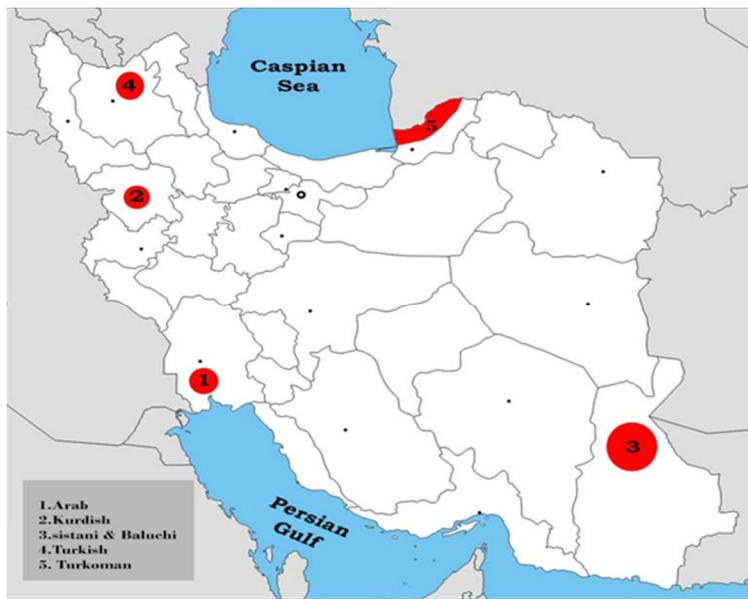 Caspian
Sea
4
5
2
1
3
Persian
Gulf
1.Arab
2.Kurdish
3.sistani & Baluchi
4.Turkish
5. Turkoman